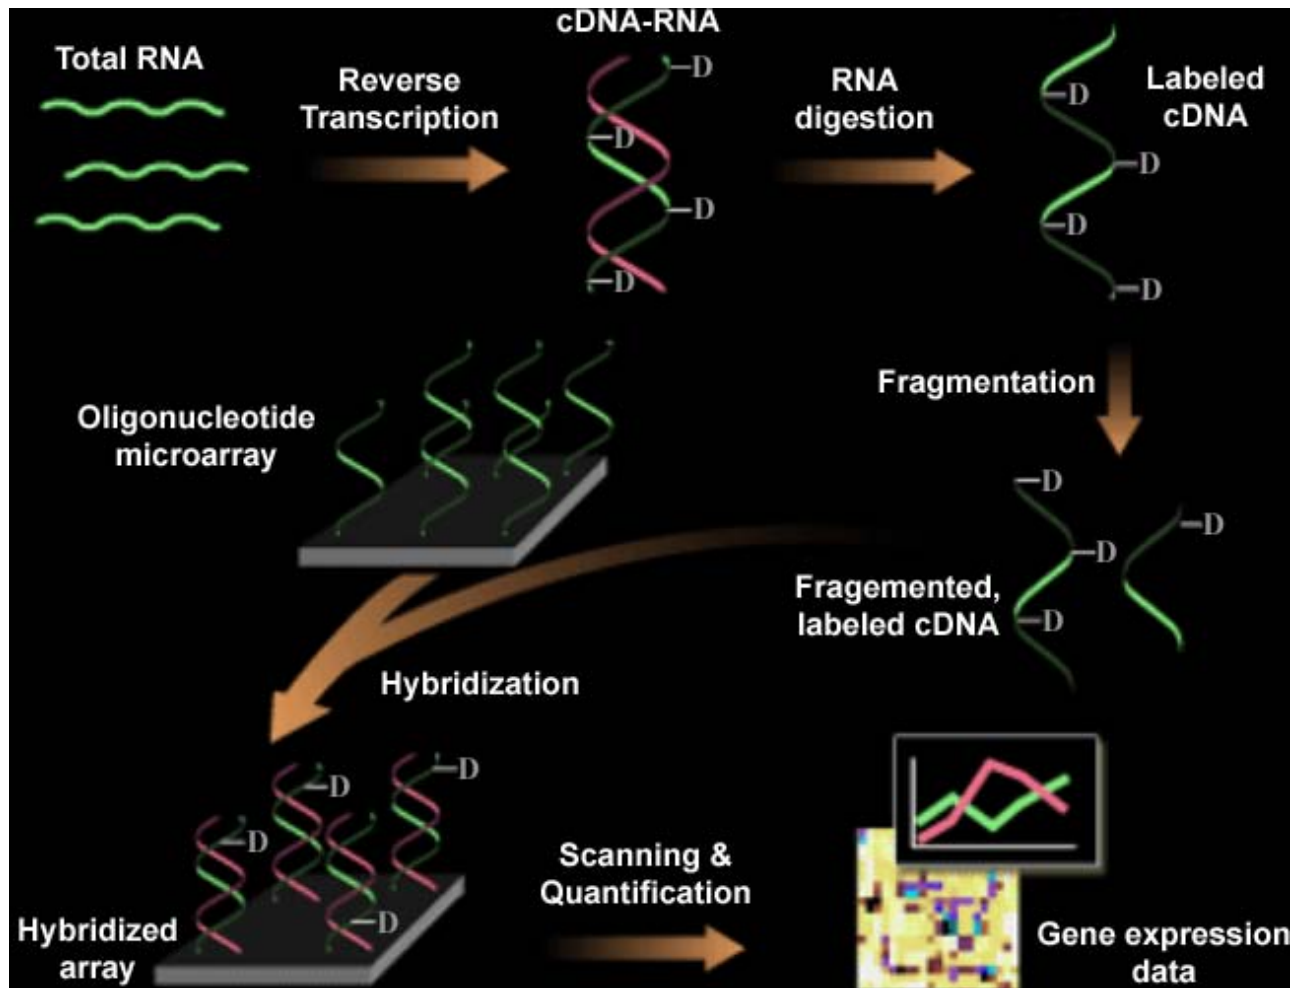 Total RNA
Reverse
Transcription
cDNA-RNA
D
D
D
D
RNA
digestion
Labeled
cDNA
D
D
D
D
Fragmentation
Oligonucleotide
microarray
D
D
D
D
Fragemented,
labeled cDNA
Hybridization
D
D
D
D
Hybridized
array
Scanning &
Quantification
Gene expression
data